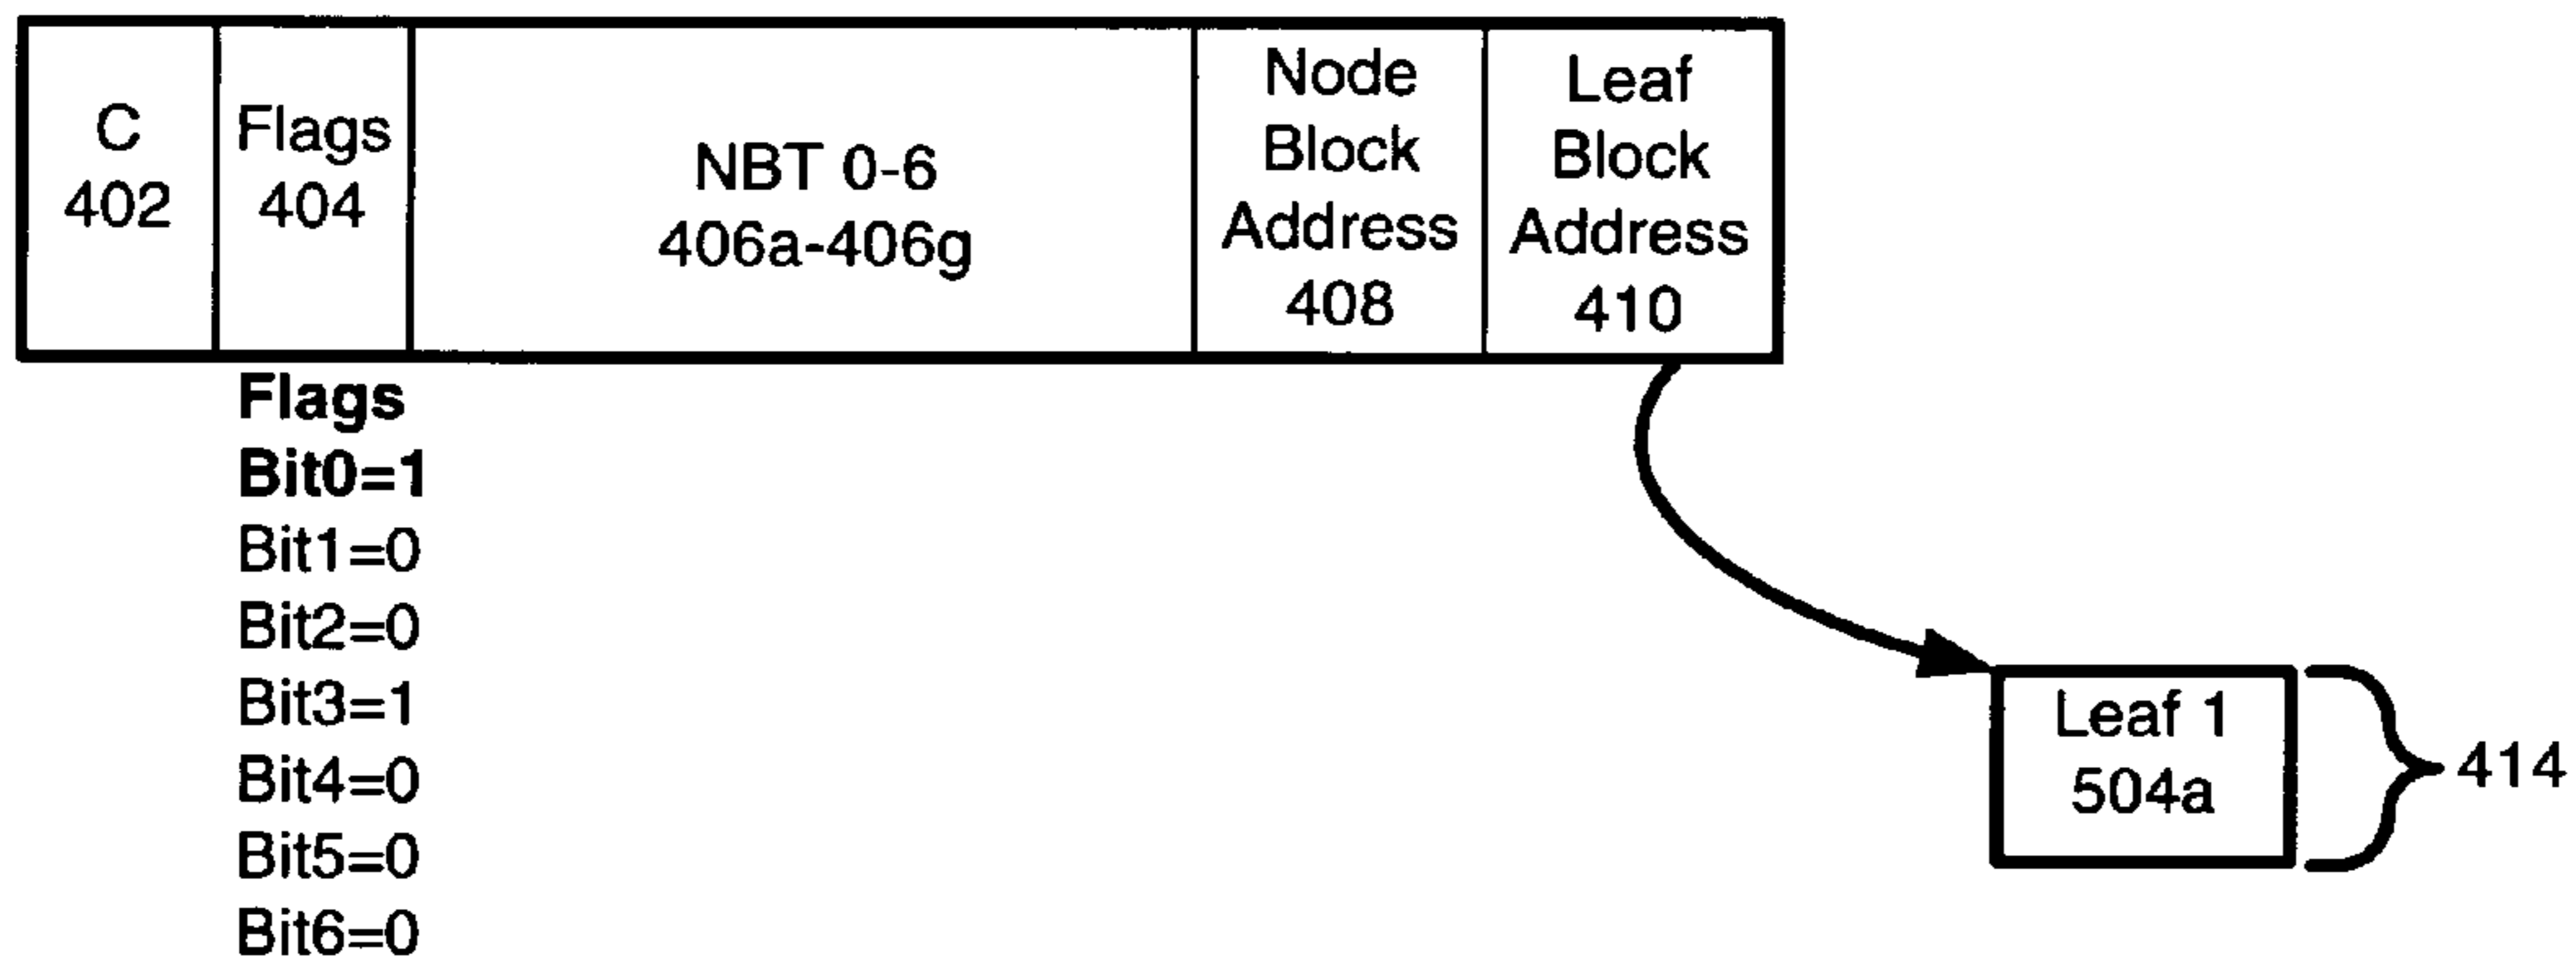 C
402
Flags
404
NBT 0-6
406a-406g
Node
Block
Address
408
Leaf
Block
Address
410
Flags
Bit0=1
Bit1=0
Bit2=0
Bit3=1
Bit4=0
Bit5=0
Bit6=0
Leaf 1
504a
414